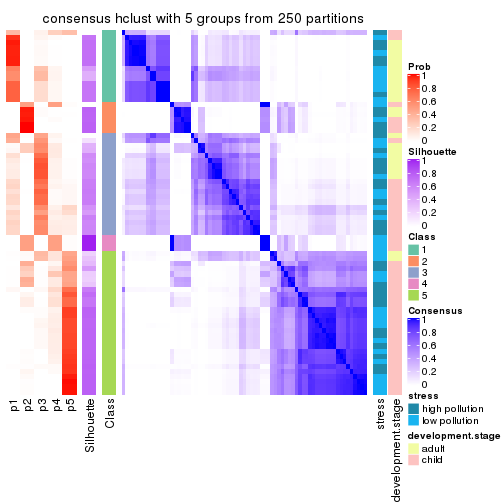 consensus hclust with 5 groups from 250 partitions
p1
p2
p3
p4
p5
Silhouette
Class
stress
development.stage
Prob
1
0.8
0.6
0.4
0.2
0
Silhouette
1
0.8
0.6
0.4
0.2
0
Class
1
2
3
4
5
Consensus
1
0.8
0.6
0.4
0.2
0
stress
high pollution
low pollution
development.stage
adult
child